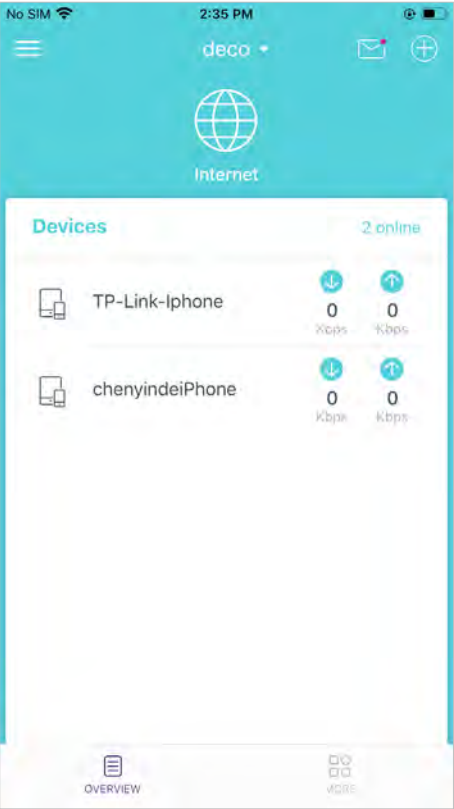 No SIM 2:35 PM
deco
Internet
Devices 2 online
TP-Link-Iphone 0 0
Kbps Kbps
chenyindeiPhone 0 0
Kbps Kbps
OVERVIEW MORE